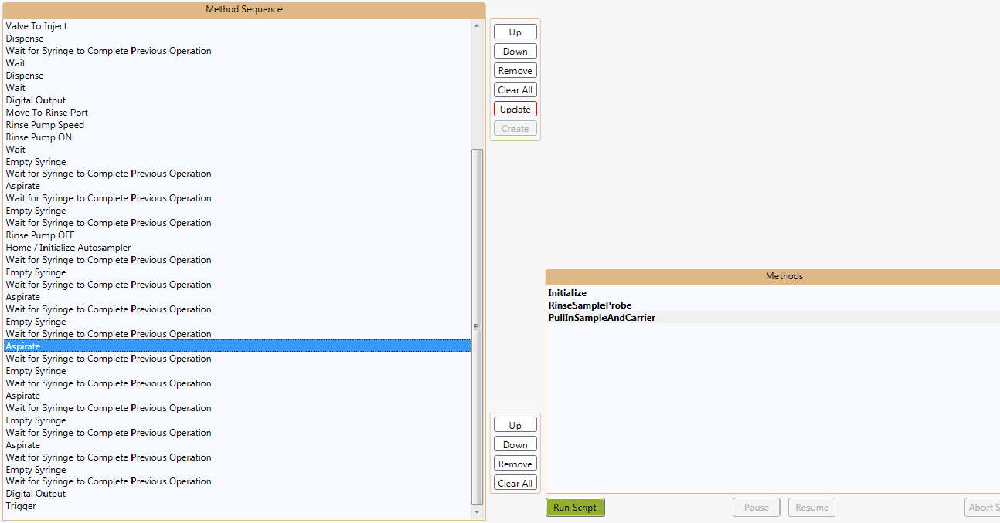 Method Sequence
Valve To Inject
Dispense
Wait for Syringe to Complete Previous Operation
Wait
Dispense
Wait
Digital Output
Move To Rinse Port
Rinse Pump Speed
Rinse Pump ON
Wait
Empty Syringe
Wait for Syringe to Complete Previous Operation
Aspirate
Wait for Syringe to Complete Previous Operation
Empty Syringe
Wait for Syringe to Complete Previous Operation
Rinse Pump OFF
Home / Initialize Autosampler
Wait for Syringe to Complete Previous Operation
Empty Syringe
Wait for Syringe to Complete Previous Operation
Aspirate
Wait for Syringe to Complete Previous Operation
Empty Syringe
Wait for Syringe to Complete Previous Operation
Aspirate
Wait for Syringe to Complete Previous Operation
Empty Syringe
Wait for Syringe to Complete Previous Operation
Aspirate
Wait for Syringe to Complete Previous Operation
Empty Syringe
Wait for Syringe to Complete Previous Operation
Aspirate
Wait for Syringe to Complete Previous Operation
Empty Syringe
Wait for Syringe to Complete Previous Operation
Digital Output
Trigger
Up
Down
Remove
Clear All
Update
Create
Up
Down
Remove
Clear All
Methods
Initialize
RinseSampleProbe
PullInSampleAndCarrier
Run Script
Pause
Resume
Abort S